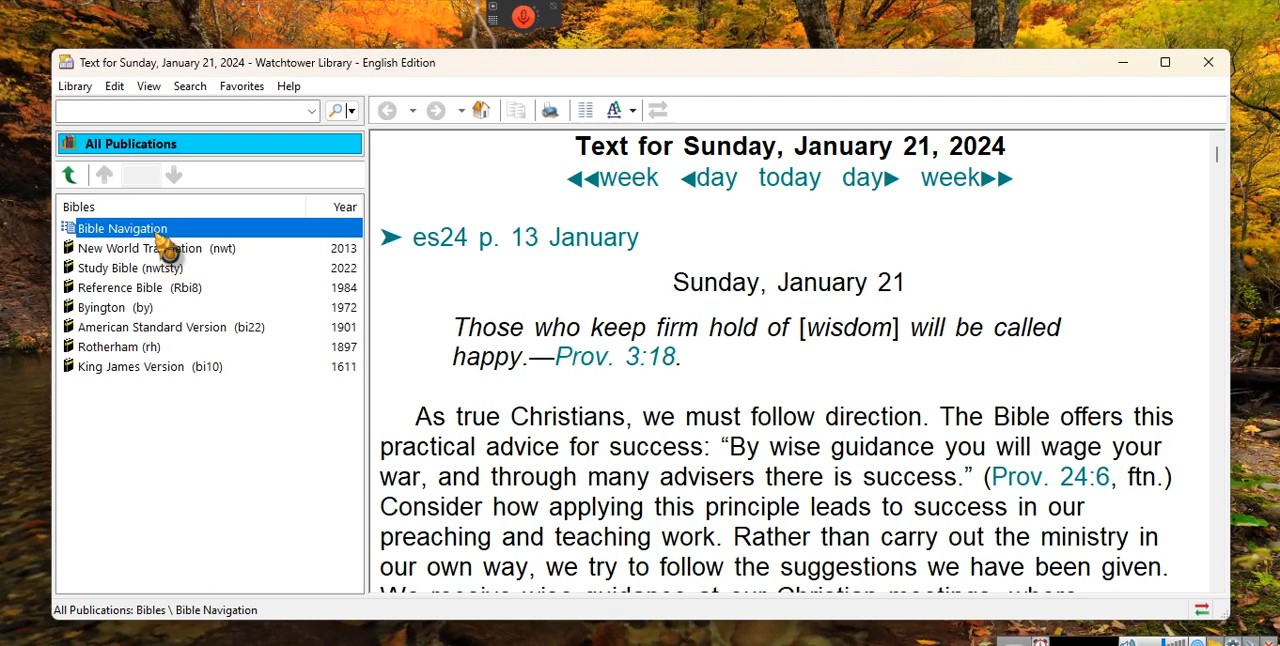 Text for Sunday, January 21, 2024 - Watchtower Library - English Edition
Library Edit View Search Favorites Help
All Publications
Bibles Year
Bible Navigation
New World (nwt) 2013
Study Bible (nwtsty) 2022
Reference Bible (Rbi8) 1984
Byington (by) 1972
American Standard Version (bi22) 1901
Rotherham (rh) 1897
King James Version (bi10) 1611
Text for Sunday, January 21, 2024
◀◀week ◀day today day▶ week▶▶
➤ es24 p. 13 January
Sunday, January 21
Those who keep firm hold of [wisdom] will be called
happy.—Prov. 3:18.
As true Christians, we must follow direction. The Bible offers this
practical advice for success: “By wise guidance you will wage your
war, and through many advisers there is success.” (Prov. 24:6, ftn.)
Consider how applying this principle leads to success in our
preaching and teaching work. Rather than carry out the ministry in
our own way, we try to follow the suggestions we have been given.
All Publications: Bibles \ Bible Navigation